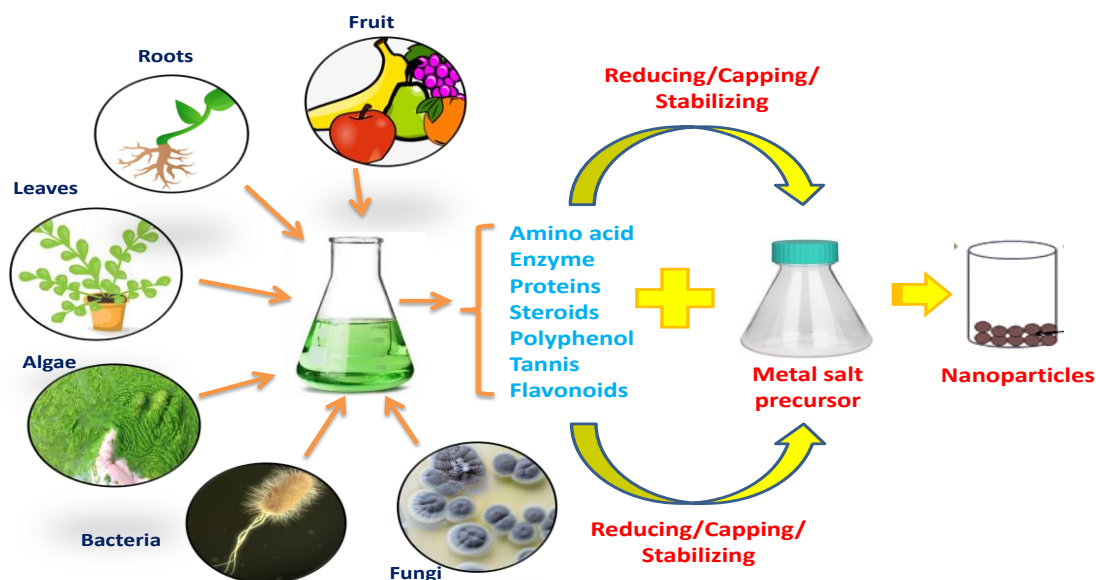 Fruit
Roots
Reducing/Capping/
Stabilizing
Leaves
Amino acid
Enzyme
Proteins
Steroids
Polyphenol
Tannis
Flavonoids
Algae
Metal salt
precursor
Nanoparticles
Bacteria
Fungi
Reducing/Capping/
Stabilizing